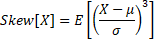 Skew[X] = E[((X − μ)/σ)³]